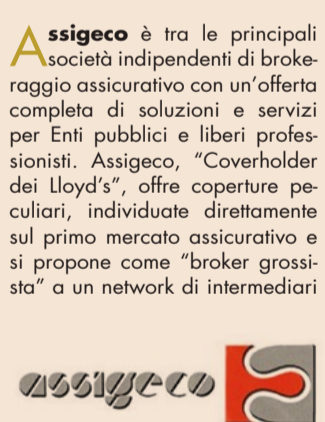 Assigeco è tra le principali
società indipendenti di broke-
raggio assicurativo con un'offerta
completa di soluzioni e servizi
per Enti pubblici e liberi profes-
sionisti. Assigeco, "Coverholder
dei Lloyd's", offre coperture pe-
culiari, individuate direttamente
sul primo mercato assicurativo e
si propone come "broker grossi-
sta" a un network di intermediari
assigeco